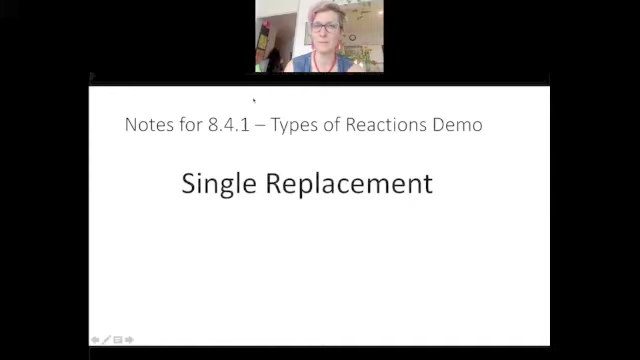 Notes for 8.4.1 – Types of Reactions Demo
Single Replacement